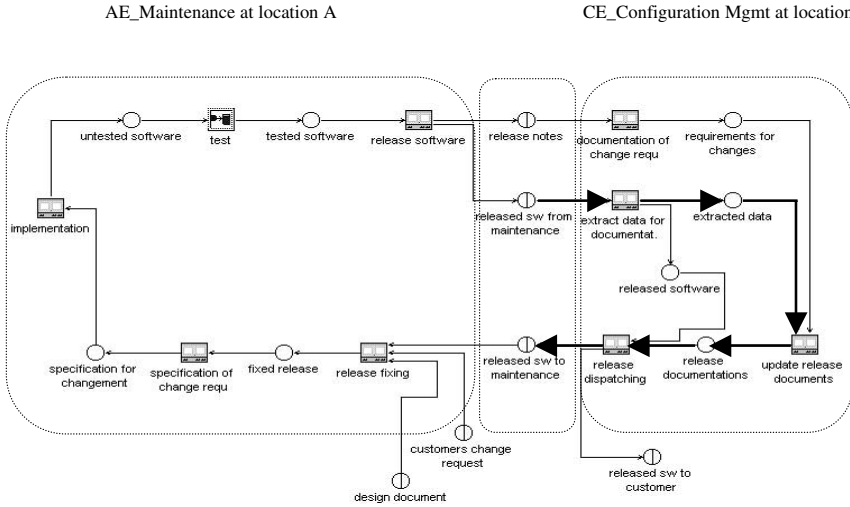 AE_Maintenance at location A
CE_Configuration Mgmt at location
untested software
test
tested software
release software
release notes
documentation of
change requ
requirements for
changes
implementation
released sw from
maintenance
extract data for
documentat.
extracted data
released software
specification for
changement
specification of
change requ
fixed release
release fixing
released sw to
maintenance
release
dispatching
release
documentations
update release
documents
customers change
request
released sw to
customer
design document